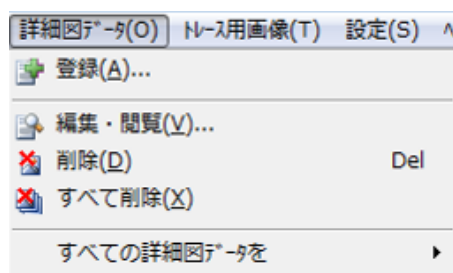 詳細図ﾃﾞｰﾀ(O) ﾄﾚｰｽ用画像(T) 設定(S)
登録(A)...
編集・閲覧(V)...
削除(D) Del
すべて削除(X)
すべての詳細図ﾃﾞｰﾀを